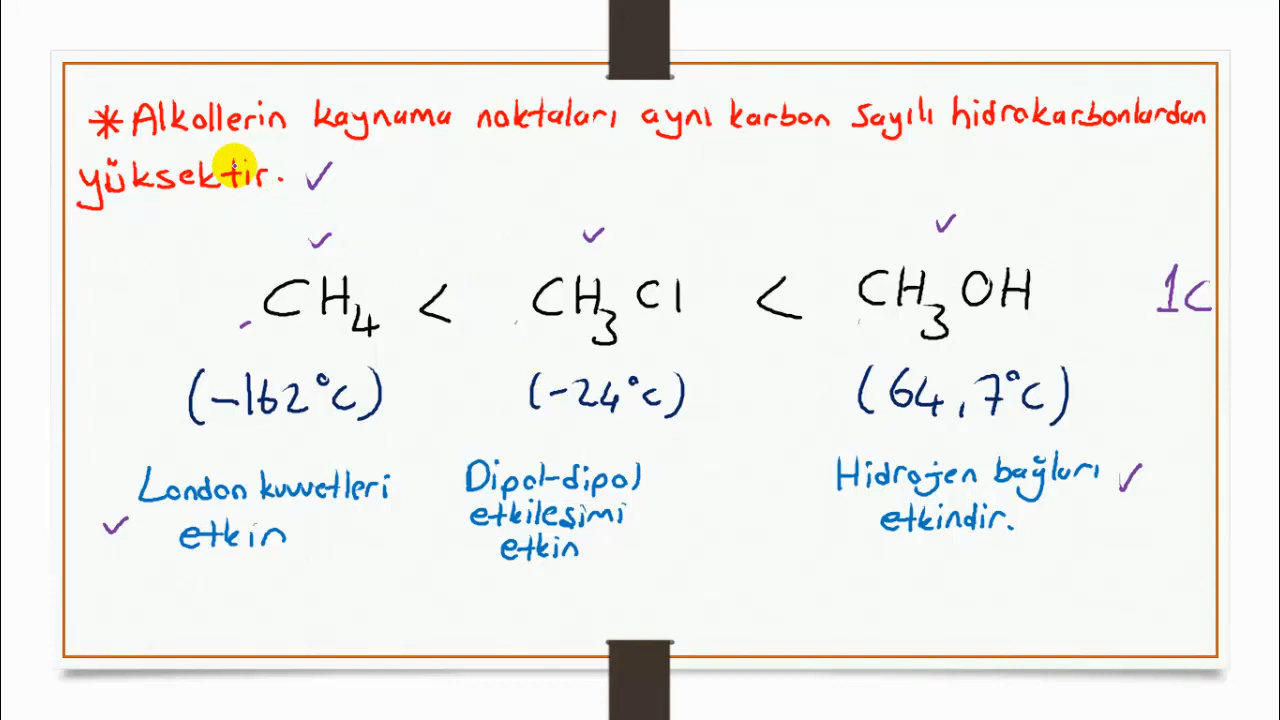 * Alkollerin kaynama noktaları aynı karbon sayılı hidrokarbonlardan
yüksektir. ✓
CH₄ < CH₃Cl < CH₃OH 1C
(-162°C) (-24°C) (64,7°C)
London kuvvetleri
etkin
Dipol-dipol
etkileşimi
etkin
Hidrojen bağları
etkindir.